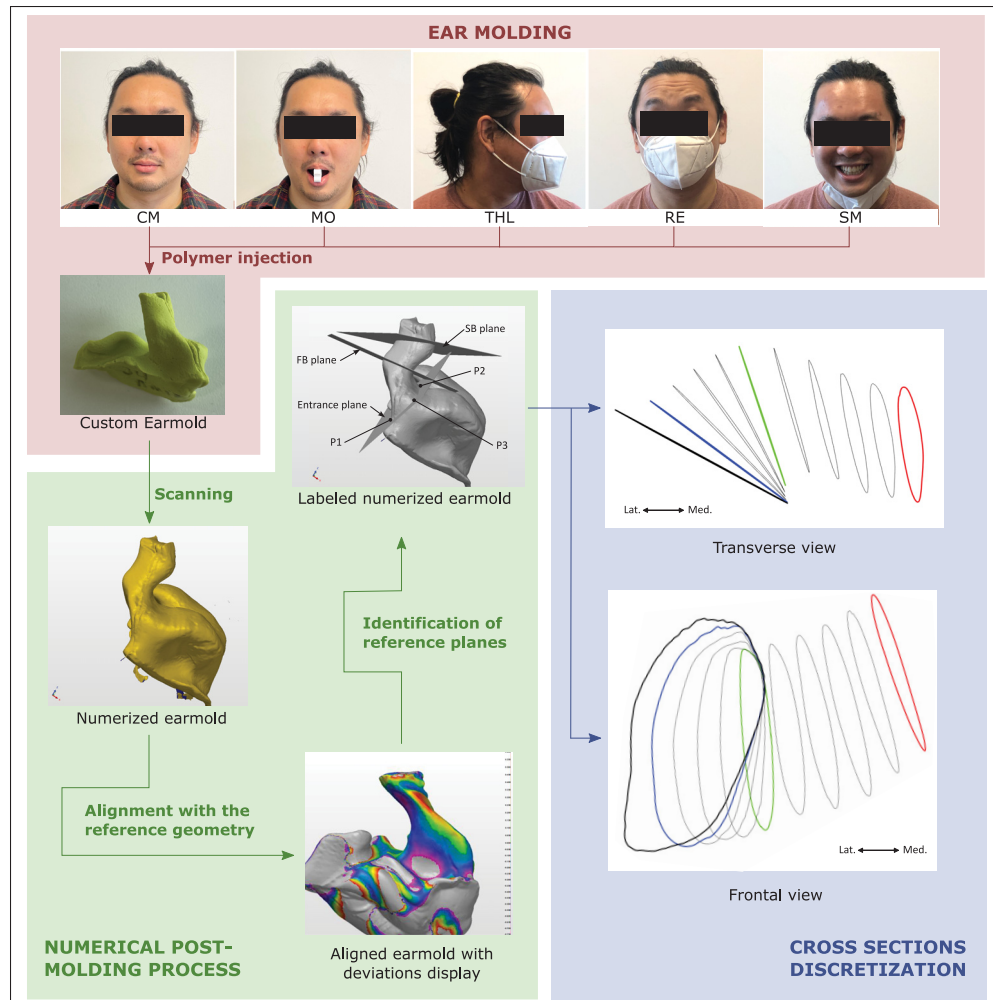 EAR MOLDING
CM
MO
THL
RE
SM
Polymer injection
Custom Earmold
Scanning
Numerized earmold
Alignment with the
reference geometry
Aligned earmold with
deviations display
Identification of
reference planes
SB plane
FB plane
P2
Entrance plane
P1
P3
Labeled numerized earmold
Lat.
Med.
Transverse view
Lat.
Med.
Frontal view
NUMERICAL POST-
MOLDING PROCESS
CROSS SECTIONS
DISCRETIZATION